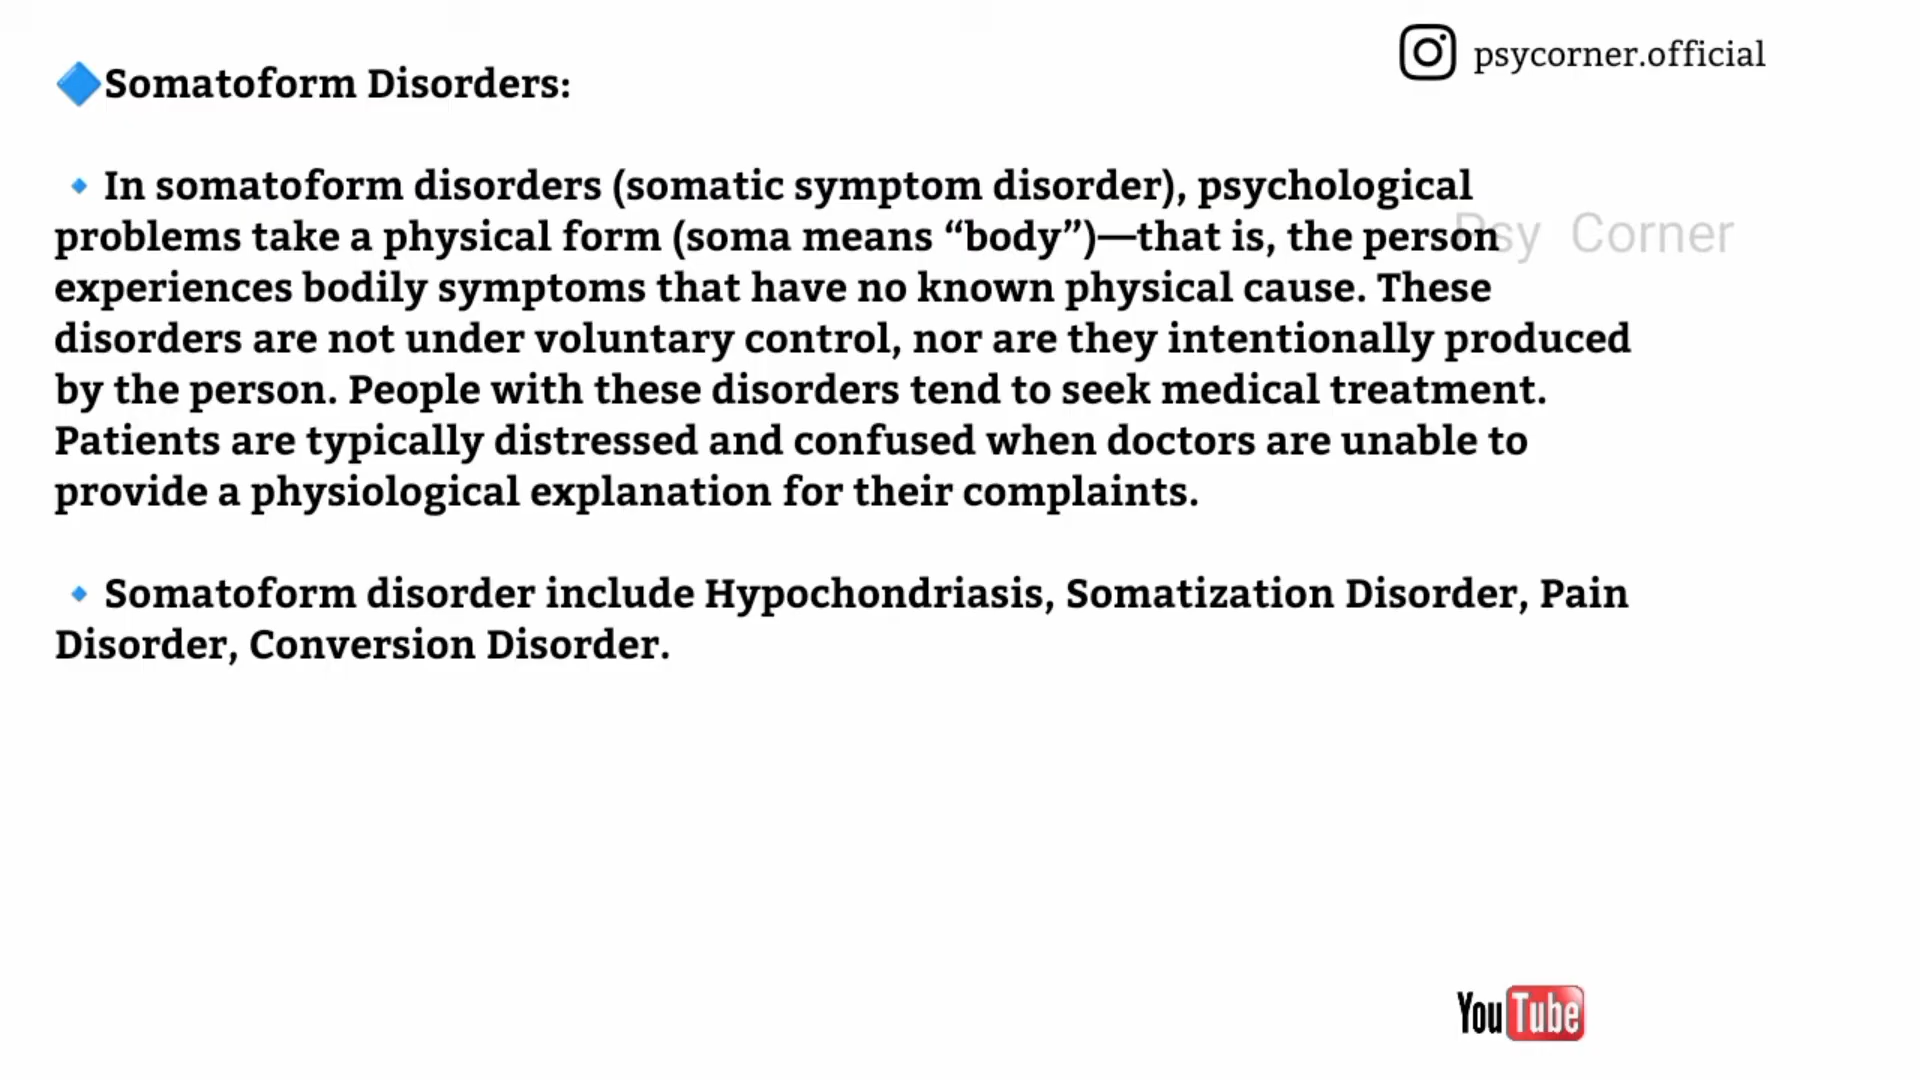 psycorner.official
🔷Somatoform Disorders:
🔹In somatoform disorders (somatic symptom disorder), psychological
problems take a physical form (soma means “body”)—that is, the person
Psy Corner
experiences bodily symptoms that have no known physical cause. These
disorders are not under voluntary control, nor are they intentionally produced
by the person. People with these disorders tend to seek medical treatment.
Patients are typically distressed and confused when doctors are unable to
provide a physiological explanation for their complaints.
🔹Somatoform disorder include Hypochondriasis, Somatization Disorder, Pain
Disorder, Conversion Disorder.
YouTube